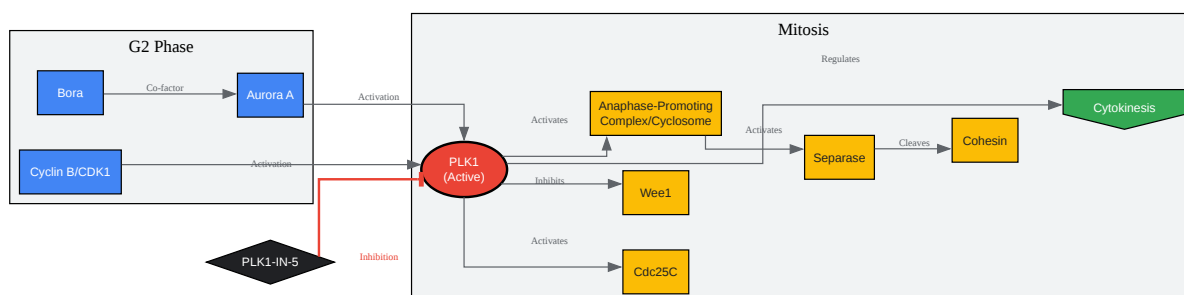 G2 Phase
Bora
Co-factor
Aurora A
Activation
Cyclin B/CDK1
Activation
PLK1-IN-5
Inhibition
Mitosis
Regulates
PLK1
(Active)
Activates
Anaphase-Promoting
Complex/Cyclosome
Activates
Separase
Cleaves
Cohesin
Cytokinesis
Inhibits
Wee1
Activates
Cdc25C